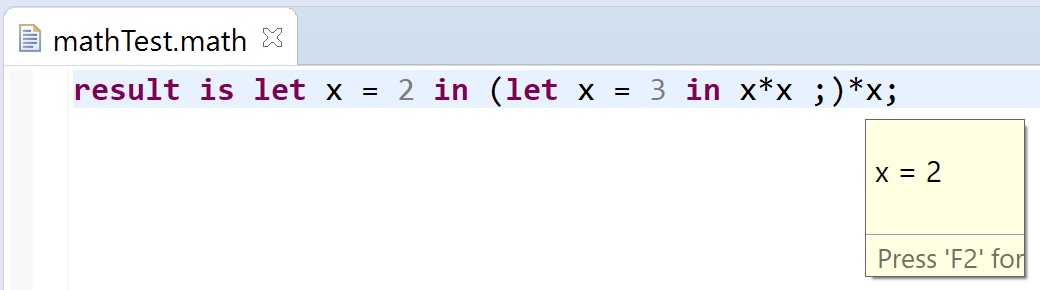 mathTest.math
result is let x = 2 in (let x = 3 in x*x ;)*x;
x = 2
Press 'F2' for